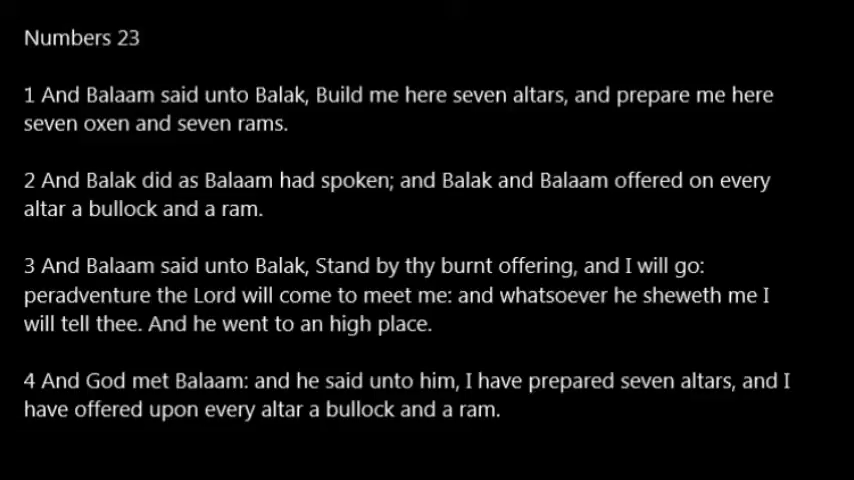 Numbers 23
1 And Balaam said unto Balak, Build me here seven altars, and prepare me here
seven oxen and seven rams.
2 And Balak did as Balaam had spoken; and Balak and Balaam offered on every
altar a bullock and a ram.
3 And Balaam said unto Balak, Stand by thy burnt offering, and I will go:
peradventure the Lord will come to meet me: and whatsoever he sheweth me I
will tell thee. And he went to an high place.
4 And God met Balaam: and he said unto him, I have prepared seven altars, and I
have offered upon every altar a bullock and a ram.